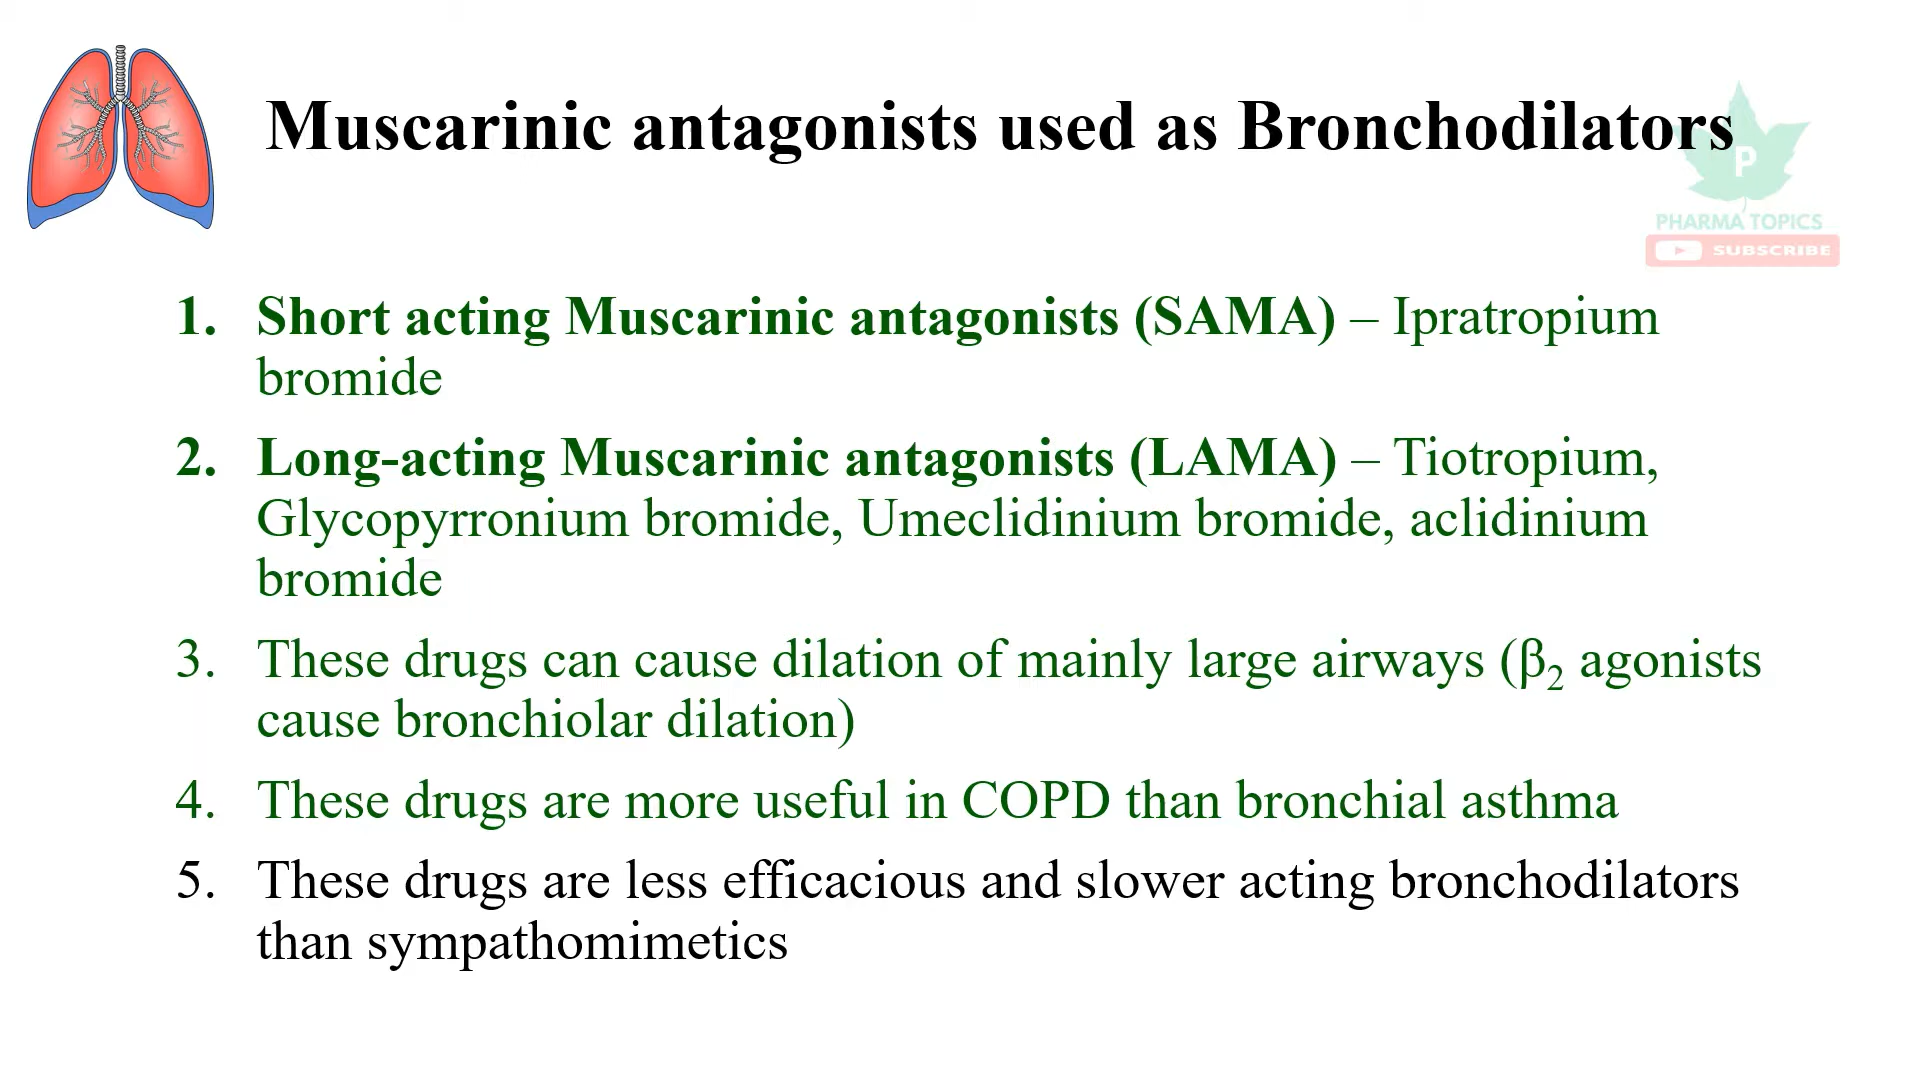 Muscarinic antagonists used as Bronchodilators
P
PHARMA TOPICS
SUBSCRIBE
1. Short acting Muscarinic antagonists (SAMA) – Ipratropium
bromide
2. Long-acting Muscarinic antagonists (LAMA) – Tiotropium,
Glycopyrronium bromide, Umeclidinium bromide, aclidinium
bromide
3. These drugs can cause dilation of mainly large airways (β₂ agonists
cause bronchiolar dilation)
4. These drugs are more useful in COPD than bronchial asthma
5. These drugs are less efficacious and slower acting bronchodilators
than sympathomimetics